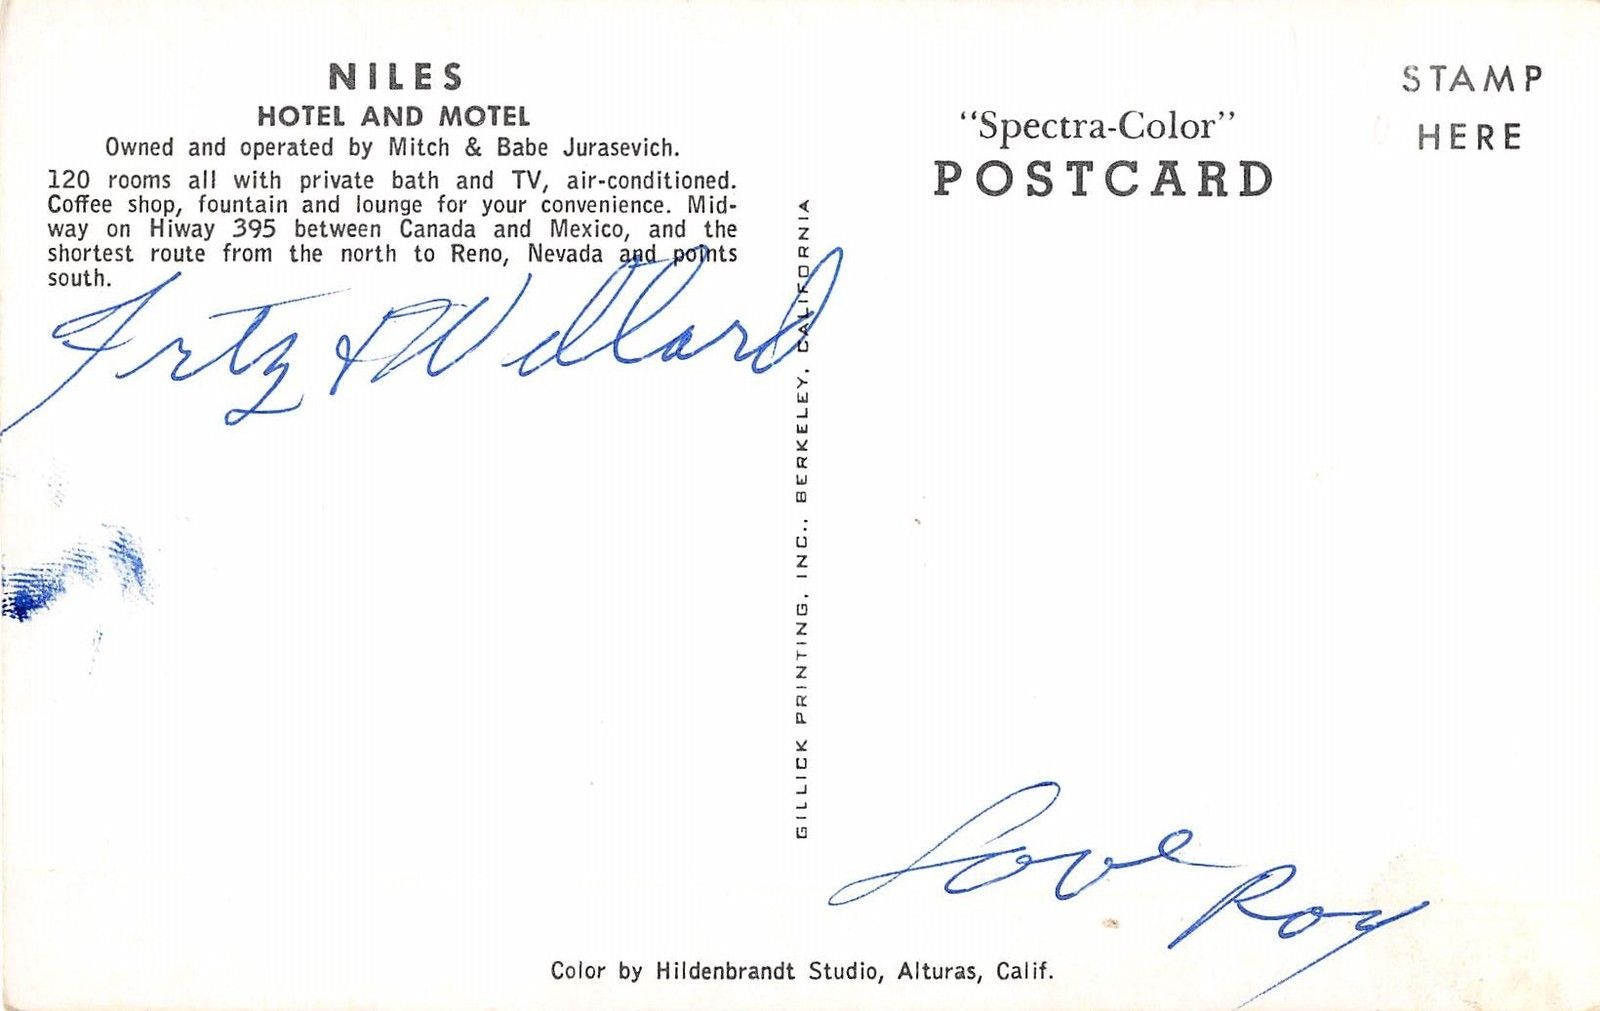 NILES
HOTEL AND MOTEL
Owned and operated by Mitch & Babe Jurasevich.
120 rooms all with private bath and TV, air-conditioned.
Coffee shop, fountain and lounge for your convenience. Mid-
way on Hiway 395 between Canada and Mexico, and the
shortest route from the north to Reno, Nevada and points
south.
Frtz & Willard
GILLICK PRINTING, INC., BERKELEY, CALIFORNIA
"Spectra-Color"
POSTCARD
STAMP
HERE
Love
Roy
Color by Hildenbrandt Studio, Alturas, Calif.